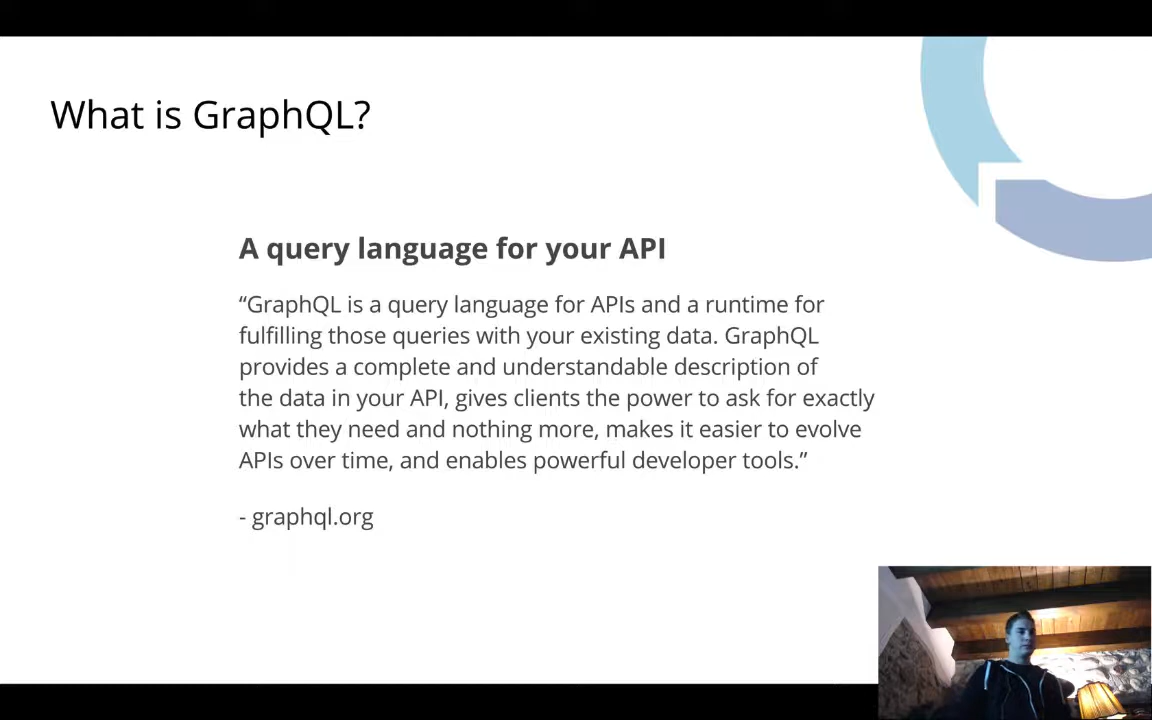 What is GraphQL?
A query language for your API
“GraphQL is a query language for APIs and a runtime for
fulfilling those queries with your existing data. GraphQL
provides a complete and understandable description of
the data in your API, gives clients the power to ask for exactly
what they need and nothing more, makes it easier to evolve
APIs over time, and enables powerful developer tools.”
- graphql.org